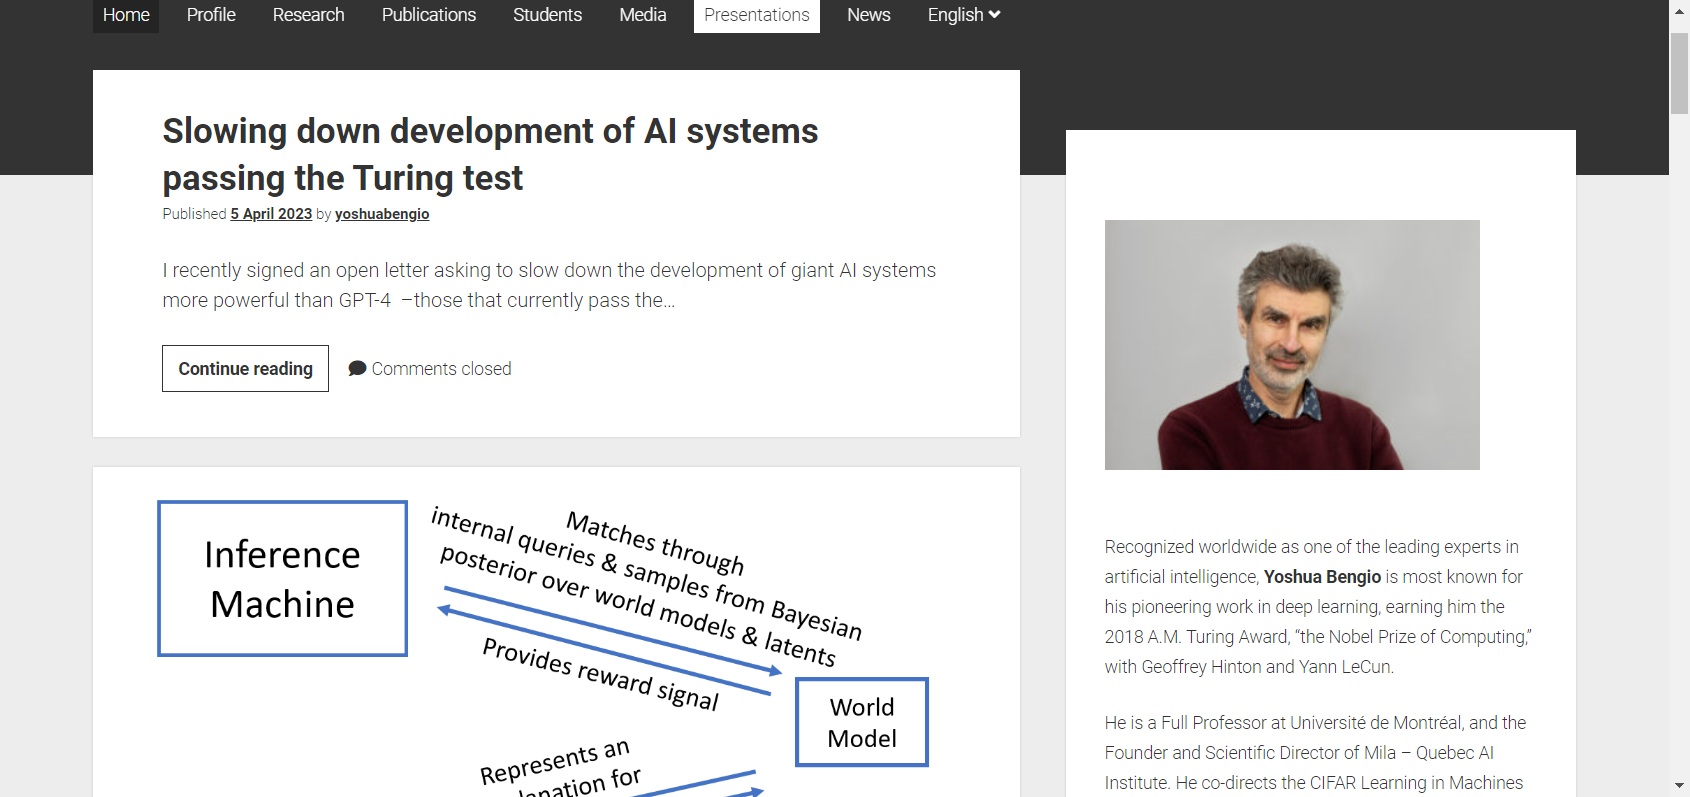 Home Profile Research Publications Students Media Presentations News English
Slowing down development of AI systems
passing the Turing test
Published 5 April 2023 by yoshuabengio
I recently signed an open letter asking to slow down the development of giant AI systems
more powerful than GPT-4 –those that currently pass the…
Continue reading Comments closed
Inference
Machine
Matches through
internal queries & samples from Bayesian
posterior over world models & latents
Provides reward signal
World
Model
Represents an
Recognized worldwide as one of the leading experts in
artificial intelligence, Yoshua Bengio is most known for
his pioneering work in deep learning, earning him the
2018 A.M. Turing Award, “the Nobel Prize of Computing,”
with Geoffrey Hinton and Yann LeCun.
He is a Full Professor at Université de Montréal, and the
Founder and Scientific Director of Mila – Quebec AI
Institute. He co-directs the CIFAR Learning in Machines